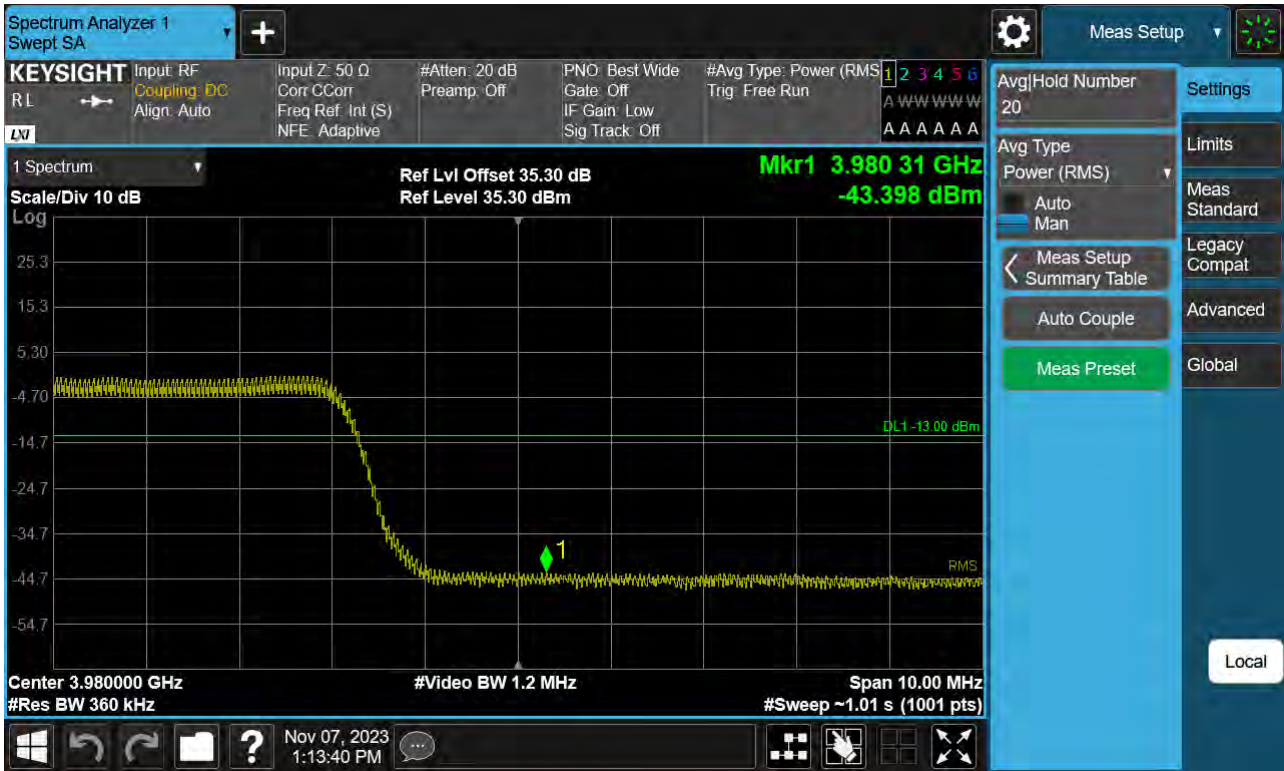 Spectrum Analyzer 1
Swept SA
Meas Setup
KEYSIGHT
RL
LXI
Input: RF
Coupling: DC
Align: Auto
Input Z: 50 Ω
Corr CCorr
Freq Ref: Int (S)
NFE: Adaptive
#Atten: 20 dB
Preamp: Off
PNO: Best Wide
Gate: Off
IF Gain: Low
Sig Track: Off
#Avg Type: Power (RMS
Trig: Free Run
1 2 3 4 5 6
A W W W W W
A A A A A A
1 Spectrum
Scale/Div 10 dB
Log
Ref Lvl Offset 35.30 dB
Ref Level 35.30 dBm
Mkr1 3.980 31 GHz
-43.398 dBm
25.3
15.3
5.30
-4.70
DL1 -13.00 dBm
-14.7
-24.7
-34.7
1
RMS
-44.7
-54.7
Center 3.980000 GHz
#Res BW 360 kHz
#Video BW 1.2 MHz
Span 10.00 MHz
#Sweep ~1.01 s (1001 pts)
Avg|Hold Number
20
Avg Type
Power (RMS)
Auto
Man
Meas Setup
Summary Table
Auto Couple
Meas Preset
Settings
Limits
Meas
Standard
Legacy
Compat
Advanced
Global
Local
?
Nov 07, 2023
1:13:40 PM